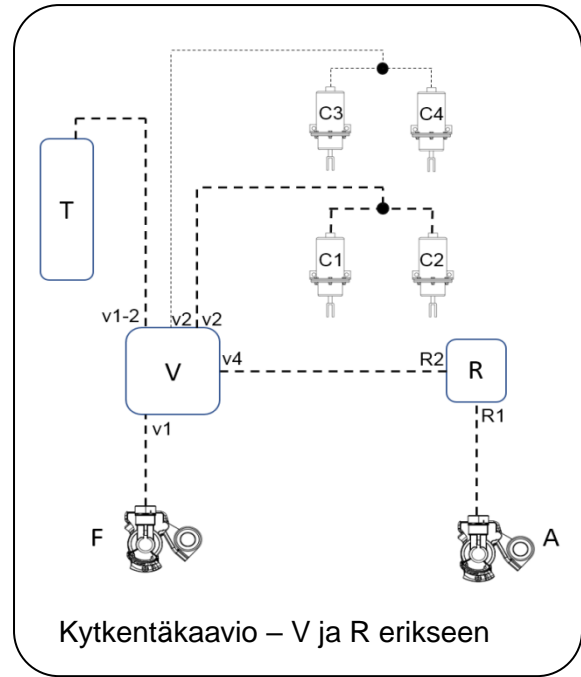 C3 C4
T
C1 C2
v1-2 v2 v2
V v4 R2 R
v1 R1
F A
Kytkentäkaavio – V ja R erikseen